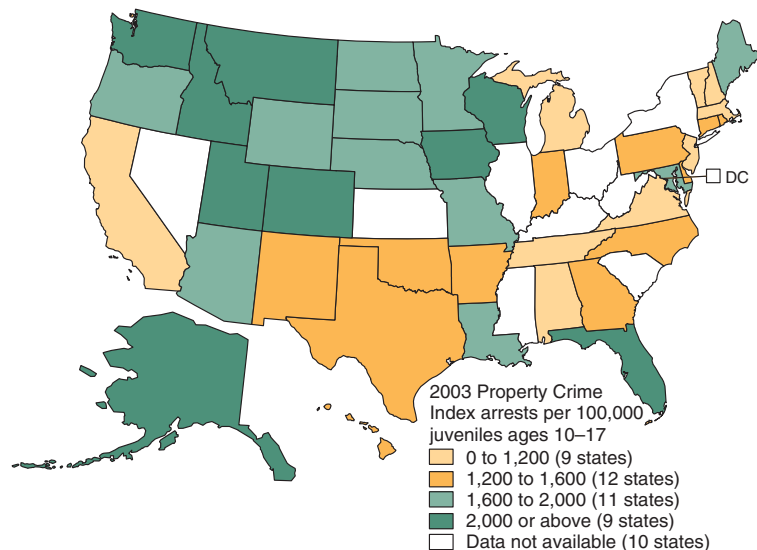 DC
2003 Property Crime
Index arrests per 100,000
juveniles ages 10–17
0 to 1,200 (9 states)
1,200 to 1,600 (12 states)
1,600 to 2,000 (11 states)
2,000 or above (9 states)
Data not available (10 states)